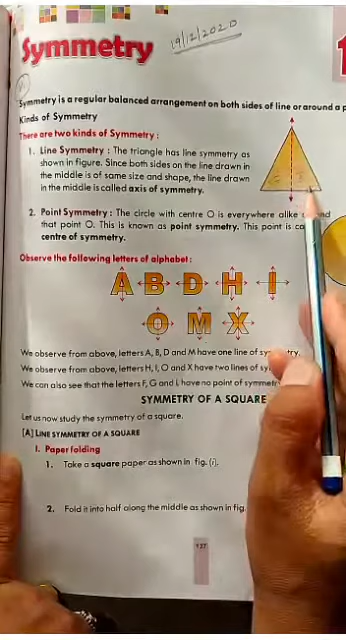 Symmetry
19/12/2020
1
Symmetry is a regular balanced arrangement on both sides of line or around a p
Kinds of Symmetry
There are two kinds of Symmetry :
1. Line Symmetry : The triangle has line symmetry as
shown in figure. Since both sides on the line drawn in
the middle is of same size and shape, the line drawn
in the middle is called axis of symmetry.
2. Point Symmetry : The circle with centre O is everywhere alike
that point O. This is known as point symmetry. This point is
centre of symmetry.
Observe the following letters of alphabet :
A B D H I
O M X
We observe from above, letters A, B, D and M have one line of
We observe from above, letters H, I, O and X have two lines of
We can also see that the letters F, G and L have no point of
SYMMETRY OF A SQUARE
Let us now study the symmetry of a square.
[A] LINE SYMMETRY OF A SQUARE
I. Paper folding
1. Take a square paper as shown in fig. (i).
2. Fold it into half along the middle as shown in fig.
137